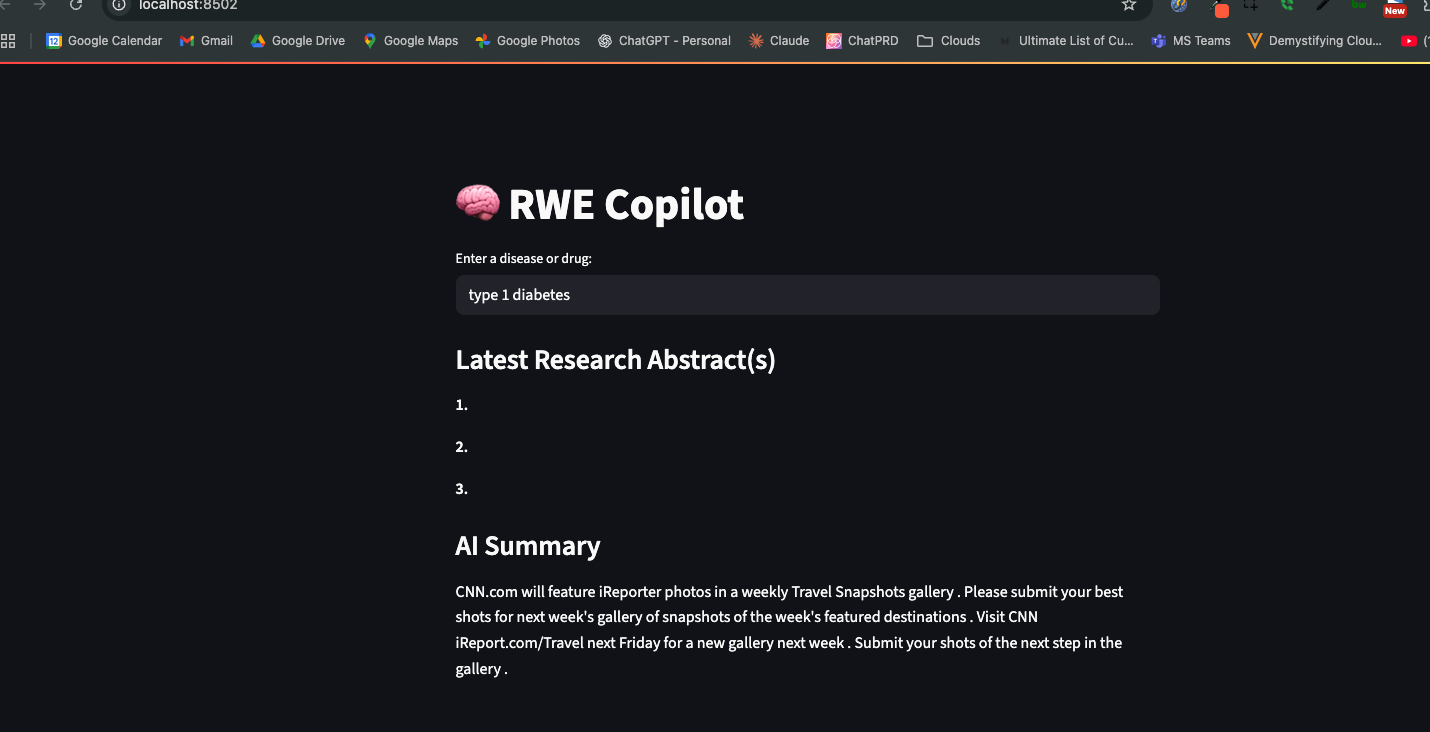 localhost:8502
New
12
Google Calendar
Gmail
Google Drive
Google Maps
Google Photos
ChatGPT - Personal
Claude
ChatPRD
Clouds
Ultimate List of Cu...
MS Teams
Demystifying Clou...
RWE Copilot
Enter a disease or drug:
type 1 diabetes
Latest Research Abstract(s)
1.
2.
3.
AI Summary
CNN.com will feature iReporter photos in a weekly Travel Snapshots gallery . Please submit your best
shots for next week's gallery of snapshots of the week's featured destinations . Visit CNN
iReport.com/Travel next Friday for a new gallery next week . Submit your shots of the next step in the
gallery .